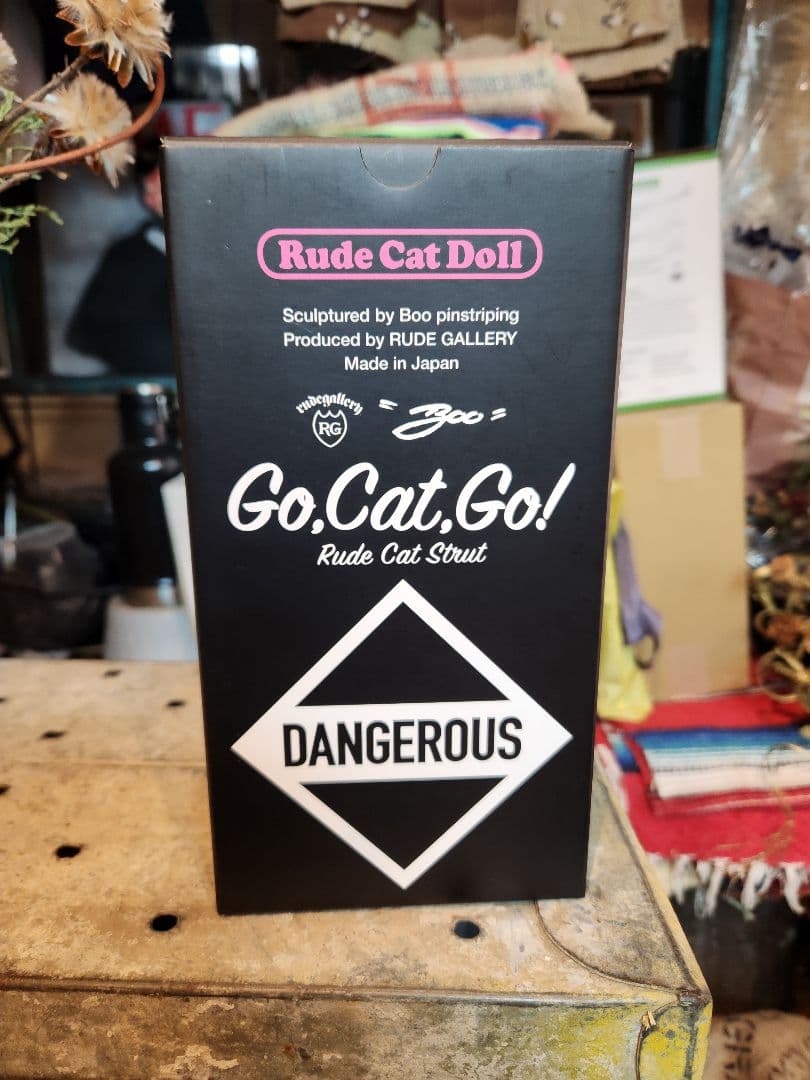 Rude Cat Doll
Sculptured by Boo pinstriping
Produced by RUDE GALLERY
Made in Japan
rudegallery
RG
Boo
Go,Cat,Go!
Rude Cat Strut
DANGEROUS